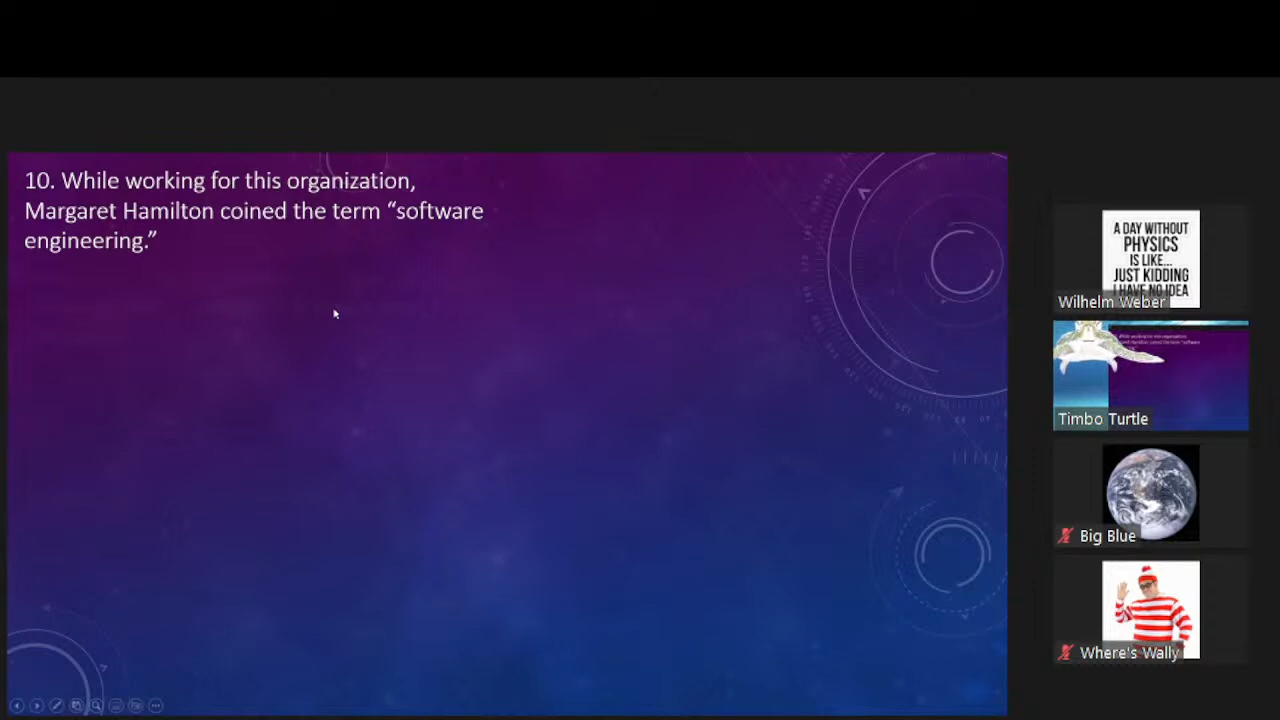 10. While working for this organization,
Margaret Hamilton coined the term “software
engineering.”
A DAY WITHOUT
PHYSICS
IS LIKE...
JUST KIDDING
I HAVE NO IDEA
Wilhelm Weber
Timbo Turtle
Big Blue
Where's Wally